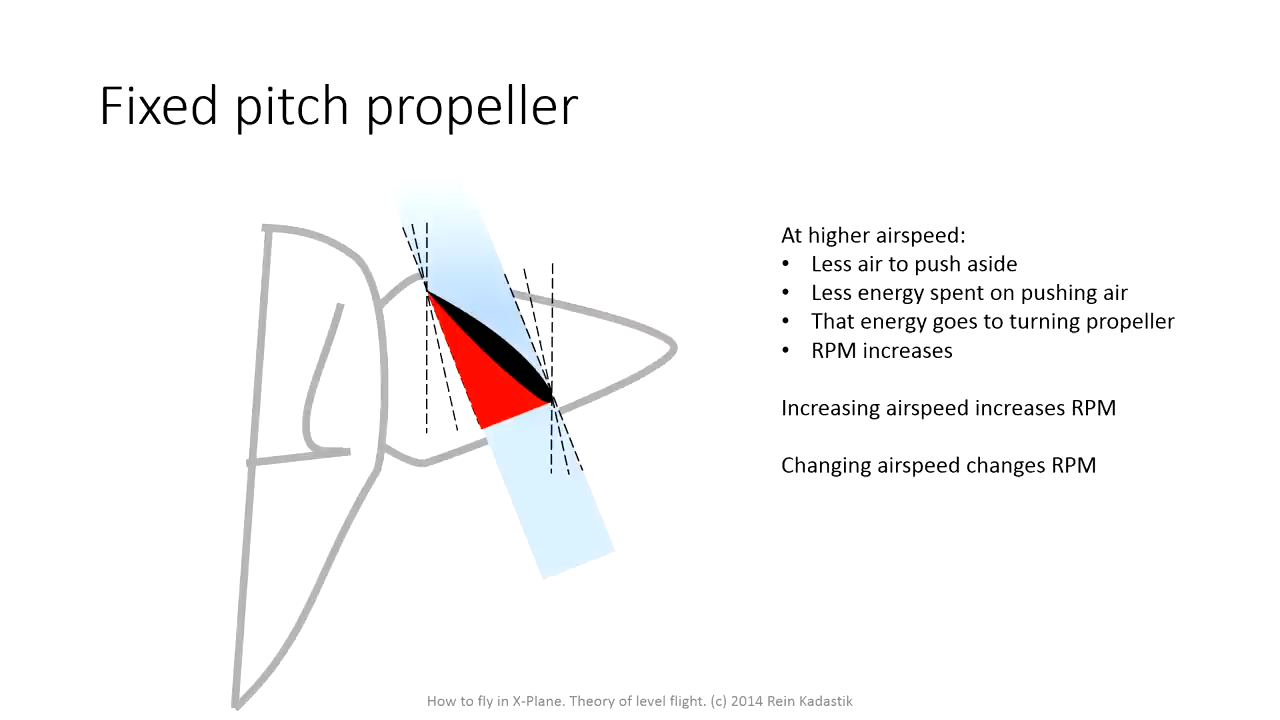 Fixed pitch propeller
At higher airspeed:
• Less air to push aside
• Less energy spent on pushing air
• That energy goes to turning propeller
• RPM increases
Increasing airspeed increases RPM
Changing airspeed changes RPM
How to fly in X-Plane. Theory of level flight. (c) 2014 Rein Kadastik